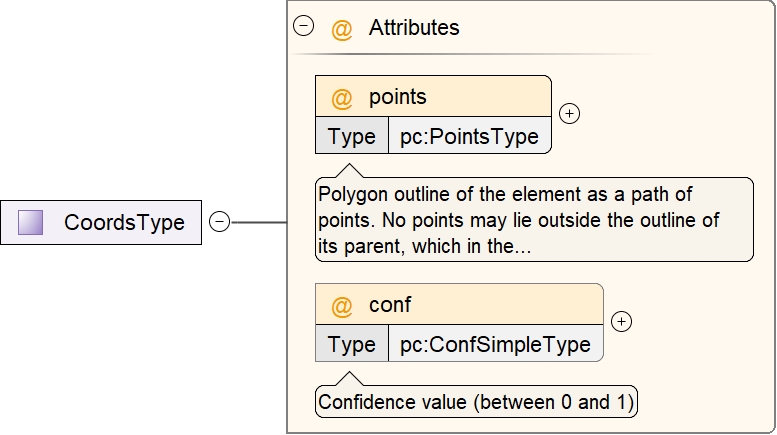 @ Attributes
@ points
Type pc:PointsType
Polygon outline of the element as a path of
points. No points may lie outside the outline of
its parent, which in the...
CoordsType
@ conf
Type pc:ConfSimpleType
Confidence value (between 0 and 1)